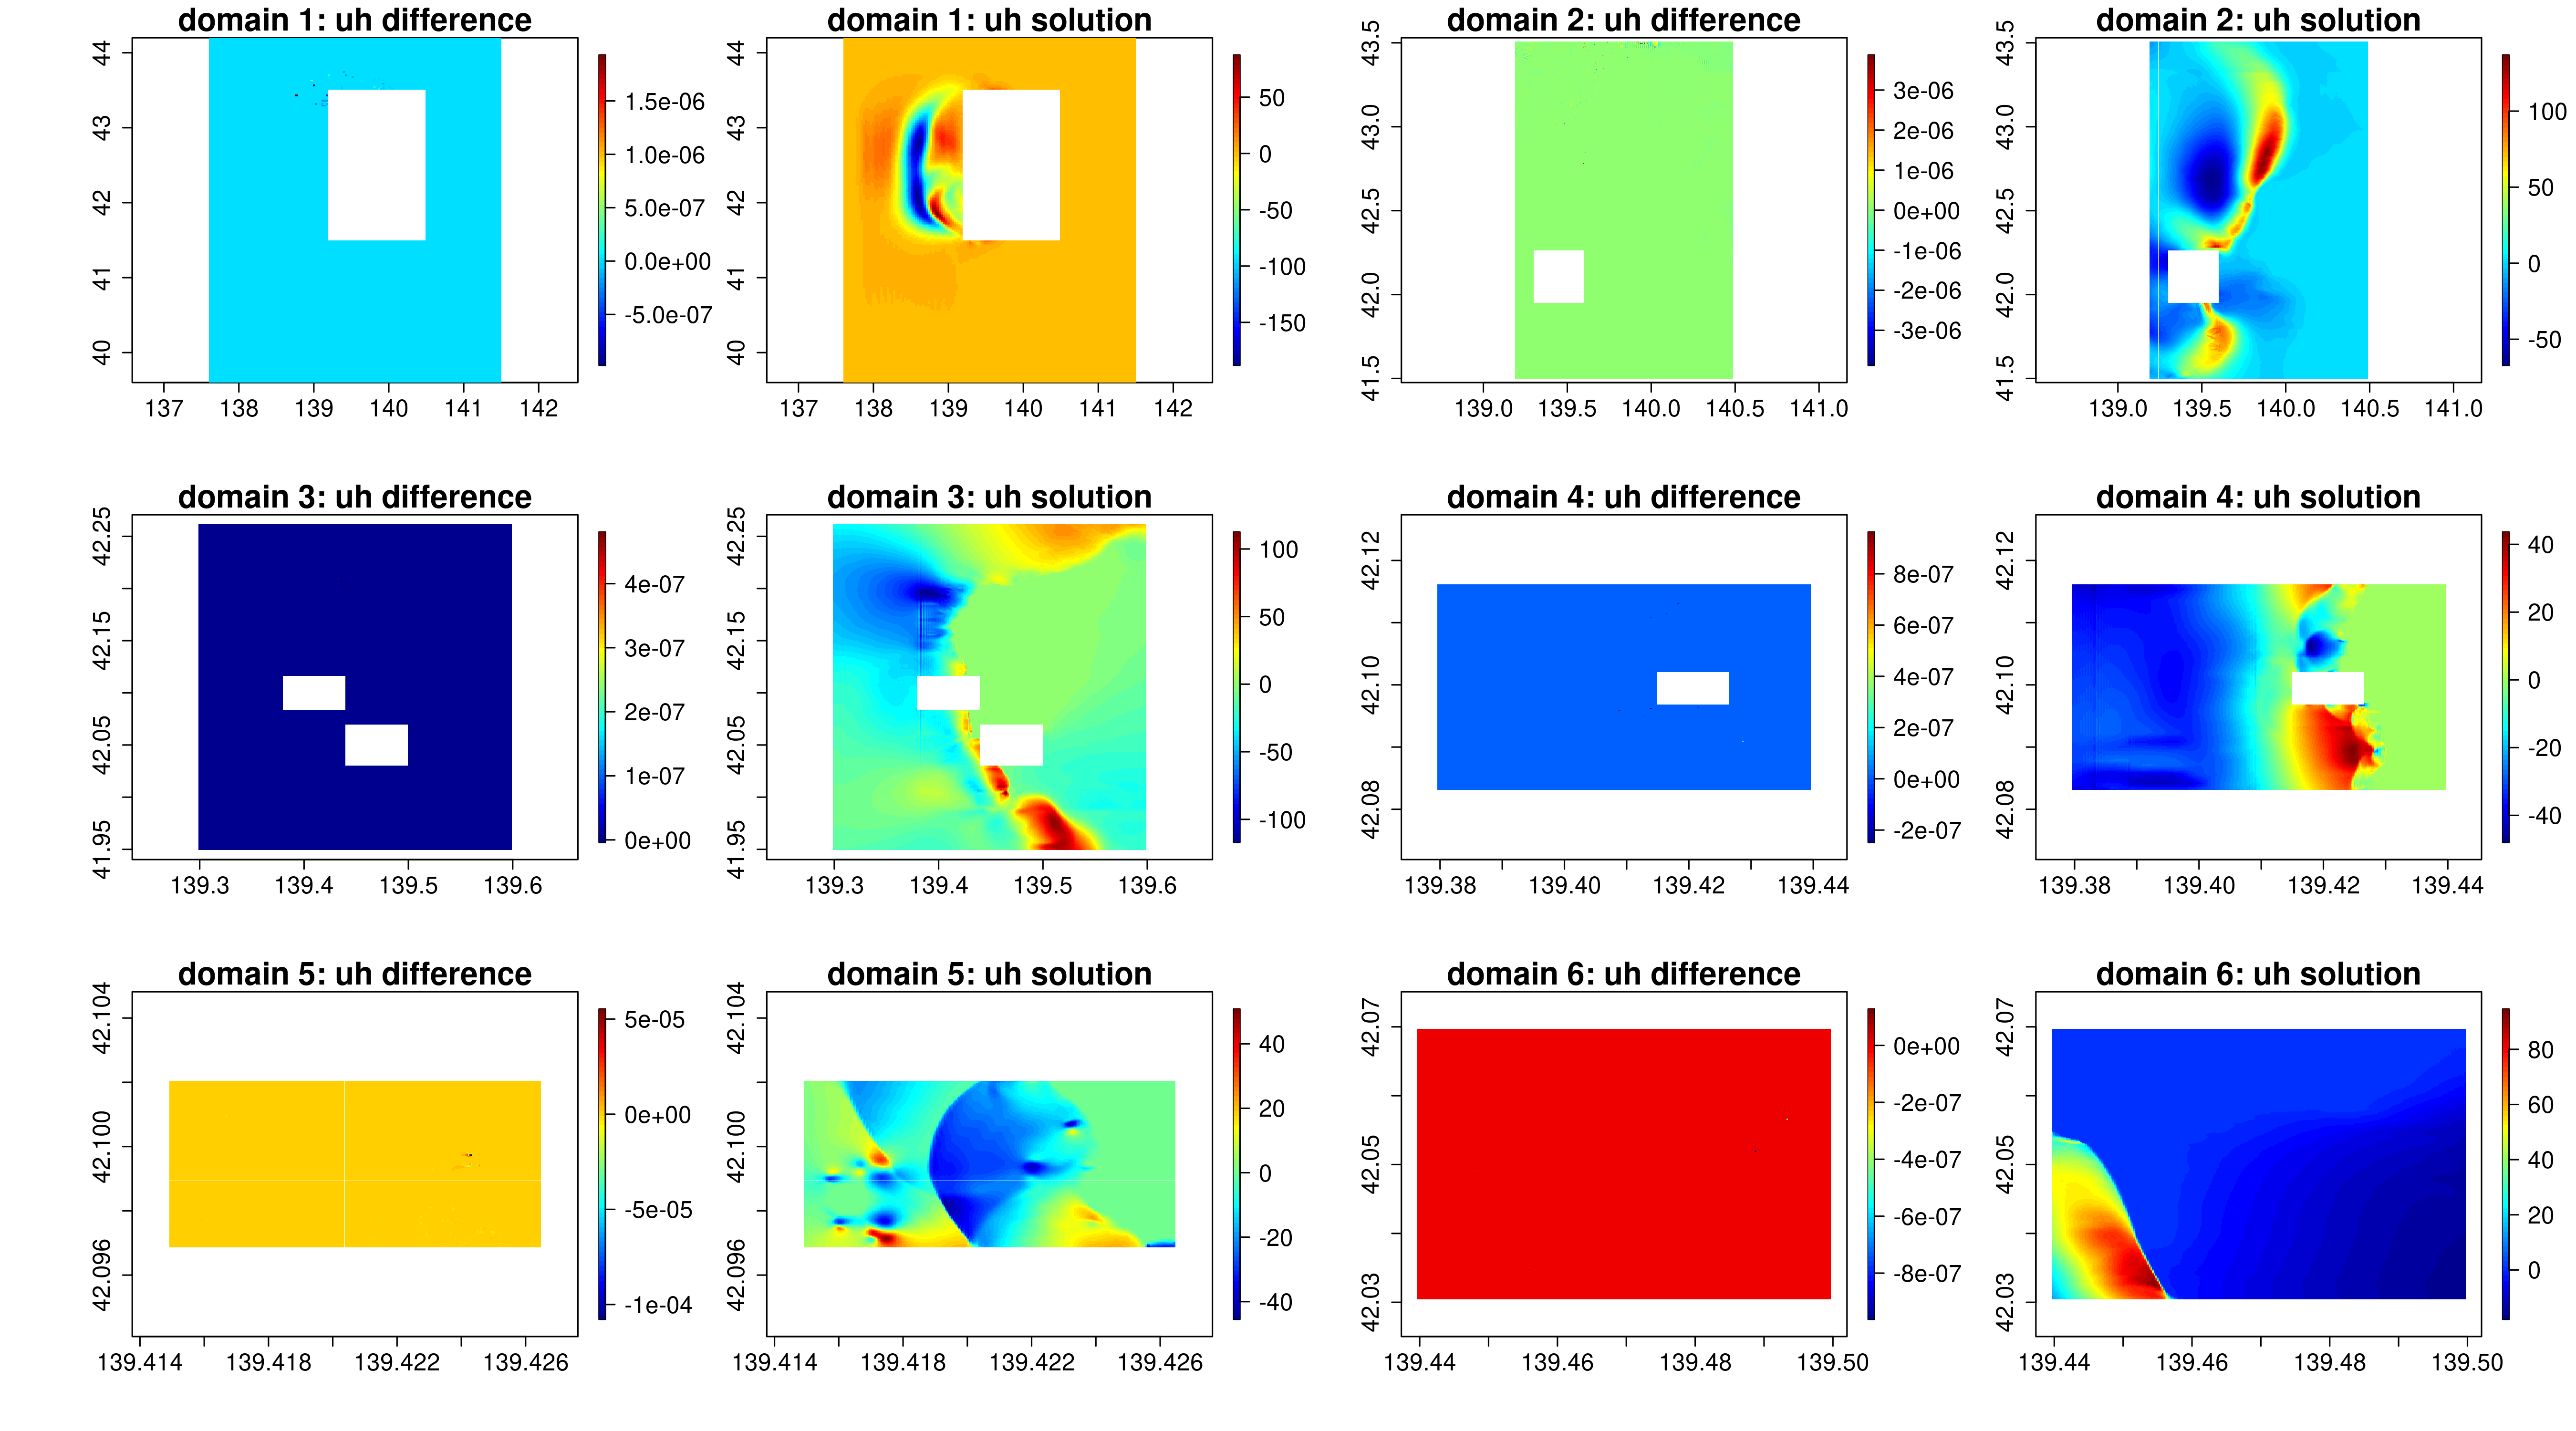 domain 1: uh difference
domain 1: uh solution
domain 2: uh difference
domain 2: uh solution
44
43
42
41
40
137 138 139 140 141 142
1.5e-06
1.0e-06
5.0e-07
0.0e+00
-5.0e-07
44
43
42
41
40
137 138 139 140 141 142
50
0
-50
-100
-150
43.5
43.0
42.5
42.0
41.5
139.0 139.5 140.0 140.5 141.0
3e-06
2e-06
1e-06
0e+00
-1e-06
-2e-06
-3e-06
43.5
43.0
42.5
42.0
41.5
139.0 139.5 140.0 140.5 141.0
100
50
0
-50
domain 3: uh difference
domain 3: uh solution
domain 4: uh difference
domain 4: uh solution
42.25
42.15
42.05
41.95
139.3 139.4 139.5 139.6
4e-07
3e-07
2e-07
1e-07
0e+00
42.25
42.15
42.05
41.95
139.3 139.4 139.5 139.6
100
50
0
-50
-100
42.12
42.10
42.08
139.38 139.40 139.42 139.44
8e-07
6e-07
4e-07
2e-07
0e+00
-2e-07
42.12
42.10
42.08
139.38 139.40 139.42 139.44
40
20
0
-20
-40
domain 5: uh difference
domain 5: uh solution
domain 6: uh difference
domain 6: uh solution
42.104
42.100
42.096
139.414 139.418 139.422 139.426
5e-05
0e+00
-5e-05
-1e-04
42.104
42.100
42.096
139.414 139.418 139.422 139.426
40
20
0
-20
-40
42.07
42.05
42.03
139.44 139.46 139.48 139.50
0e+00
-2e-07
-4e-07
-6e-07
-8e-07
42.07
42.05
42.03
139.44 139.46 139.48 139.50
80
60
40
20
0